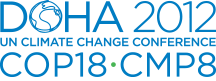 DOHA 2012
UN CLIMATE CHANGE CONFERENCE
COP18·CMP8